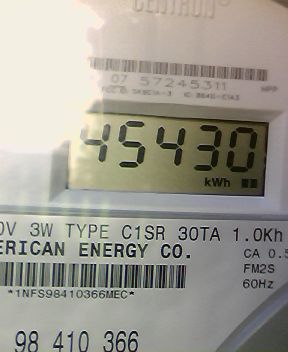 CENTRON®
07 57245311
HPP
45430
kWh
0V 3W TYPE C1SR 30TA 1.0Kh
ERICAN ENERGY CO.
CA 0.5
FM2S
60Hz
*1NFS98410366MEC*
98 410 366